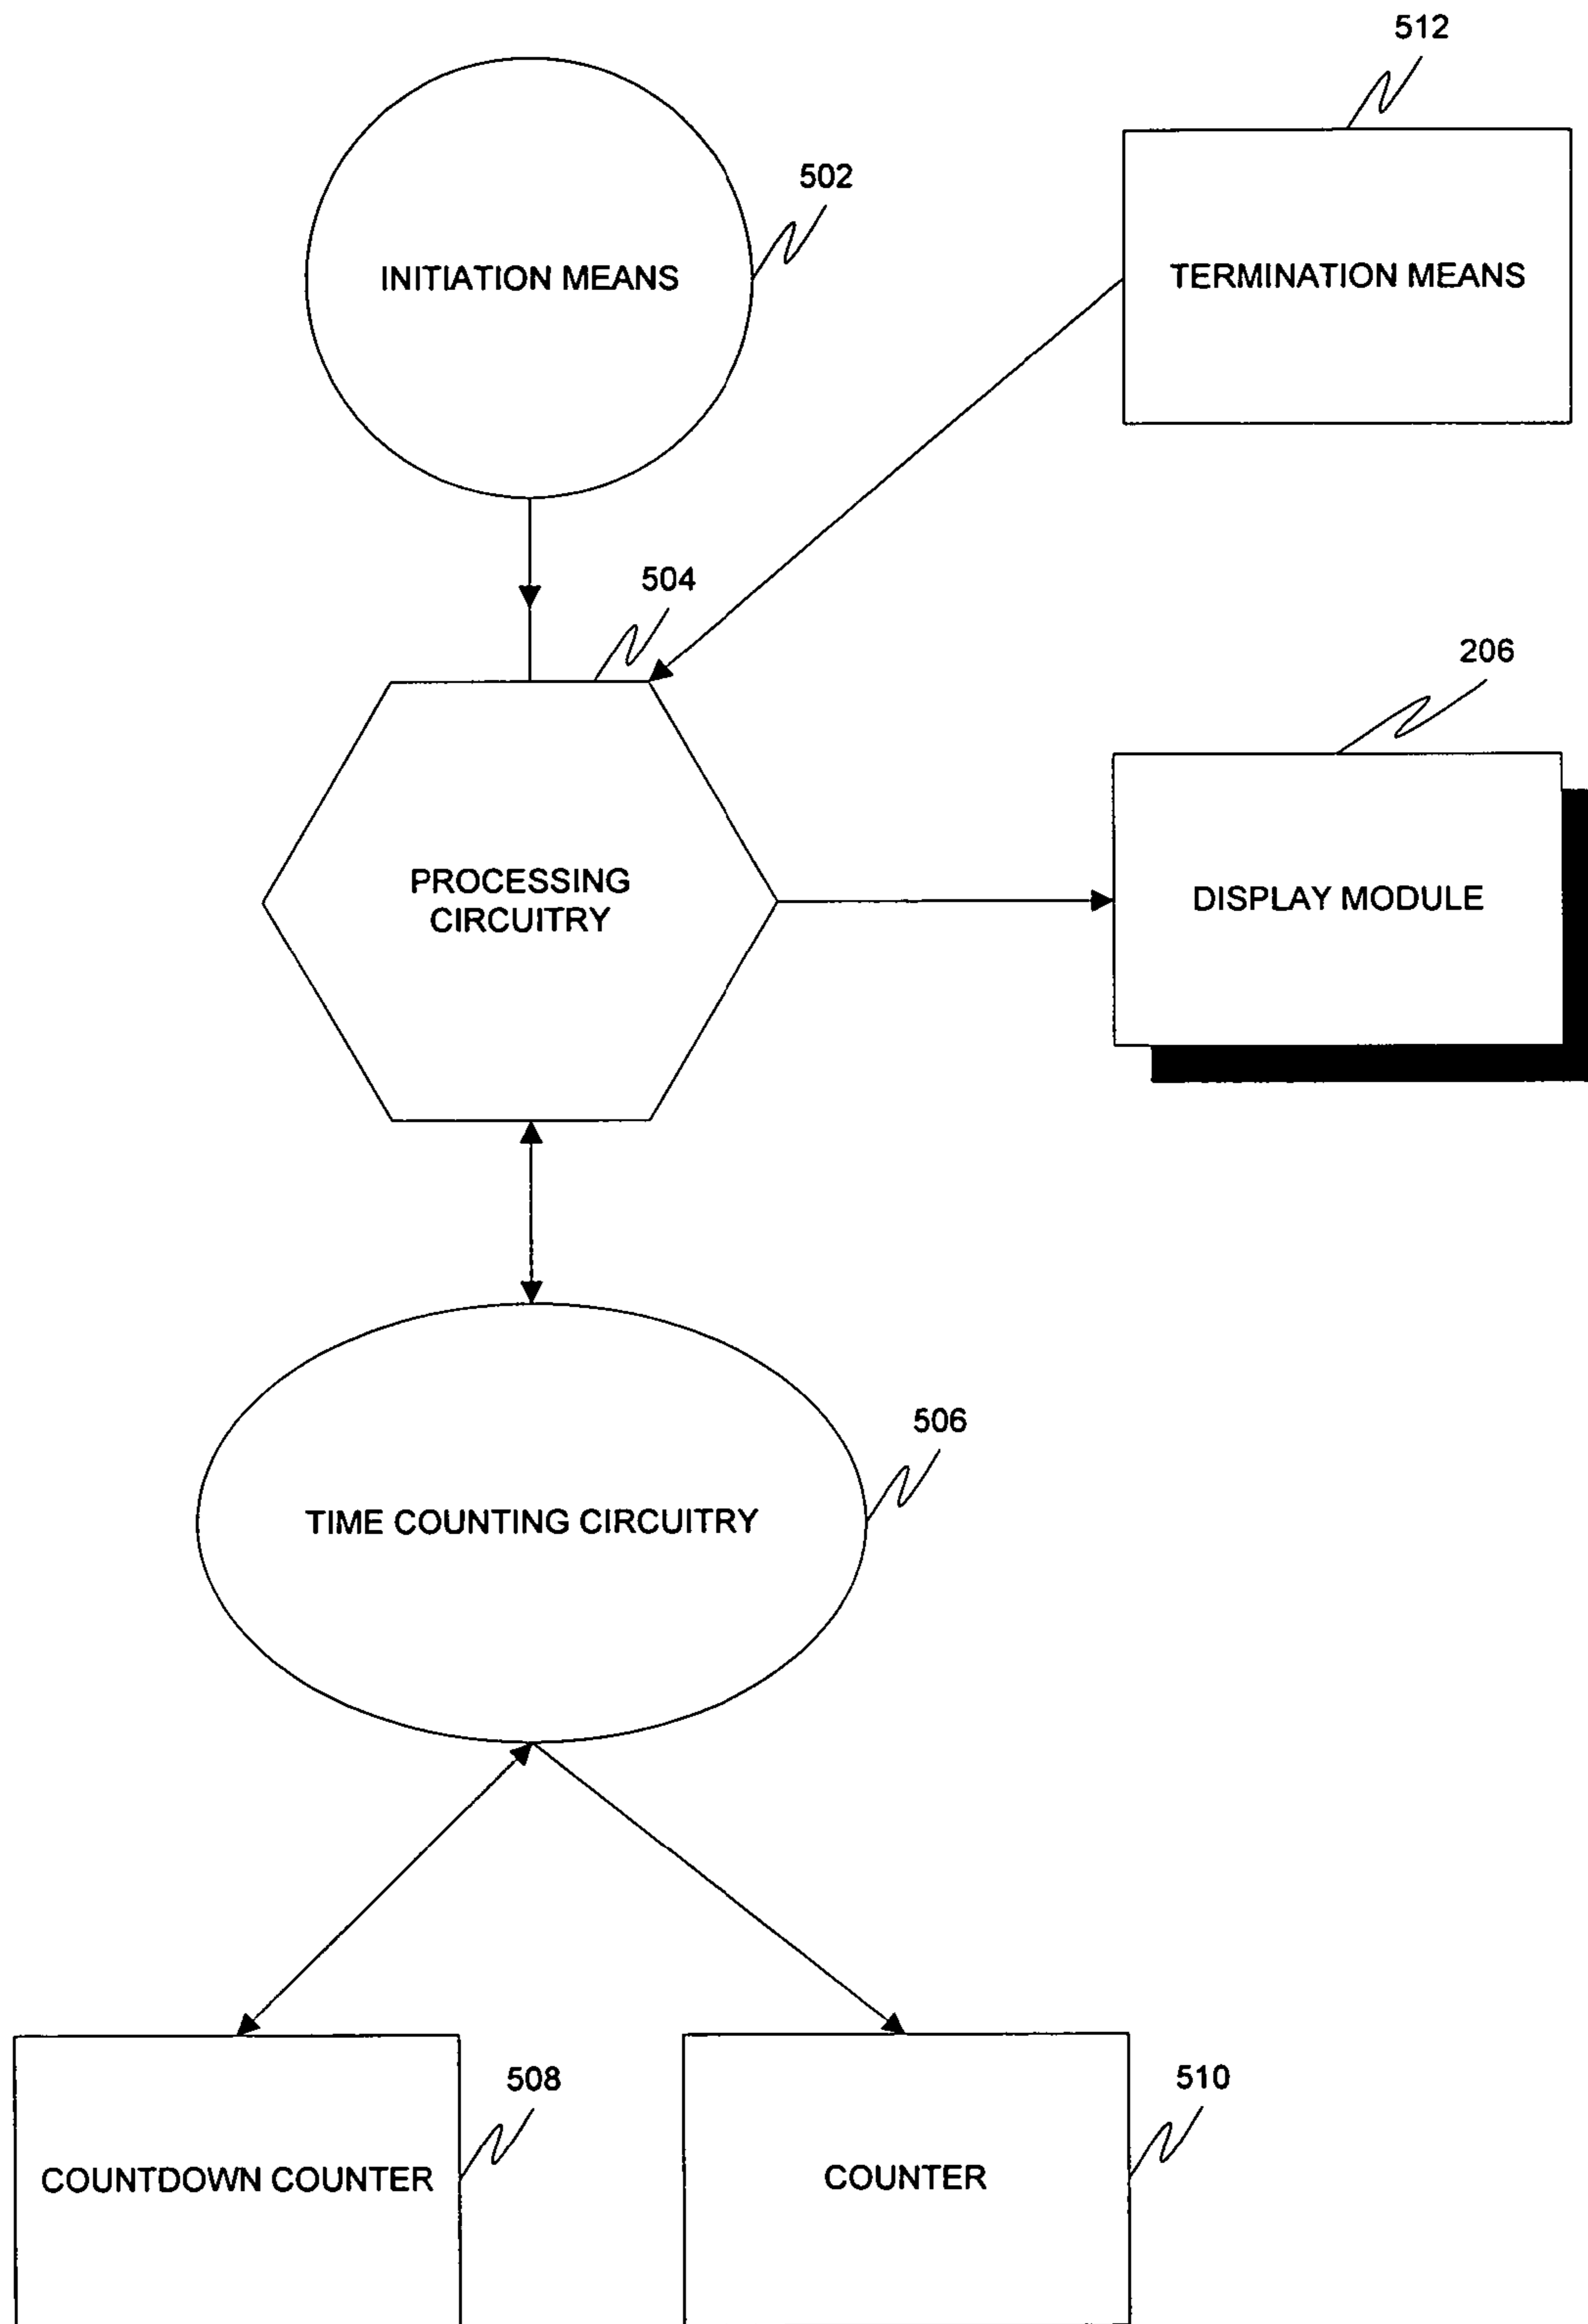 512
502
INITIATION MEANS
TERMINATION MEANS
504
206
PROCESSING
CIRCUITRY
DISPLAY MODULE
506
TIME COUNTING CIRCUITRY
508
510
COUNTDOWN COUNTER
COUNTER